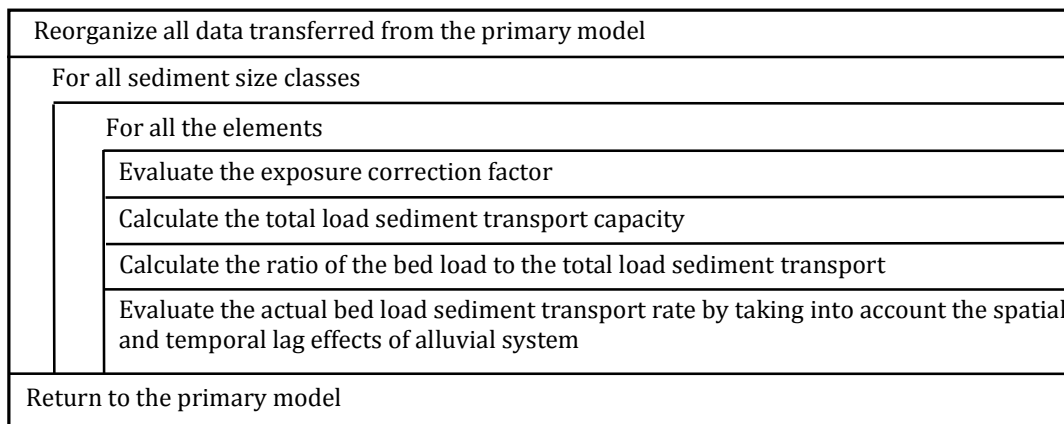 Reorganize all data transferred from the primary model
For all sediment size classes
For all the elements
Evaluate the exposure correction factor
Calculate the total load sediment transport capacity
Calculate the ratio of the bed load to the total load sediment transport
Evaluate the actual bed load sediment transport rate by taking into account the spatial
and temporal lag effects of alluvial system
Return to the primary model